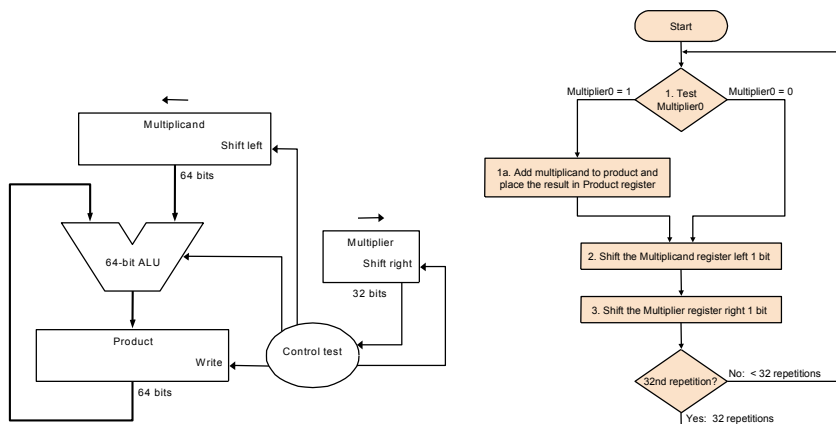 Multiplicand
Shift left
64 bits
64-bit ALU
Multiplier
Shift right
32 bits
Product
Write
Control test
64 bits
Start
Multiplier0 = 1
1. Test
Multiplier0
Multiplier0 = 0
1a. Add multiplicand to product and
place the result in Product register
2. Shift the Multiplicand register left 1 bit
3. Shift the Multiplier register right 1 bit
32nd repetition?
No: < 32 repetitions
Yes: 32 repetitions